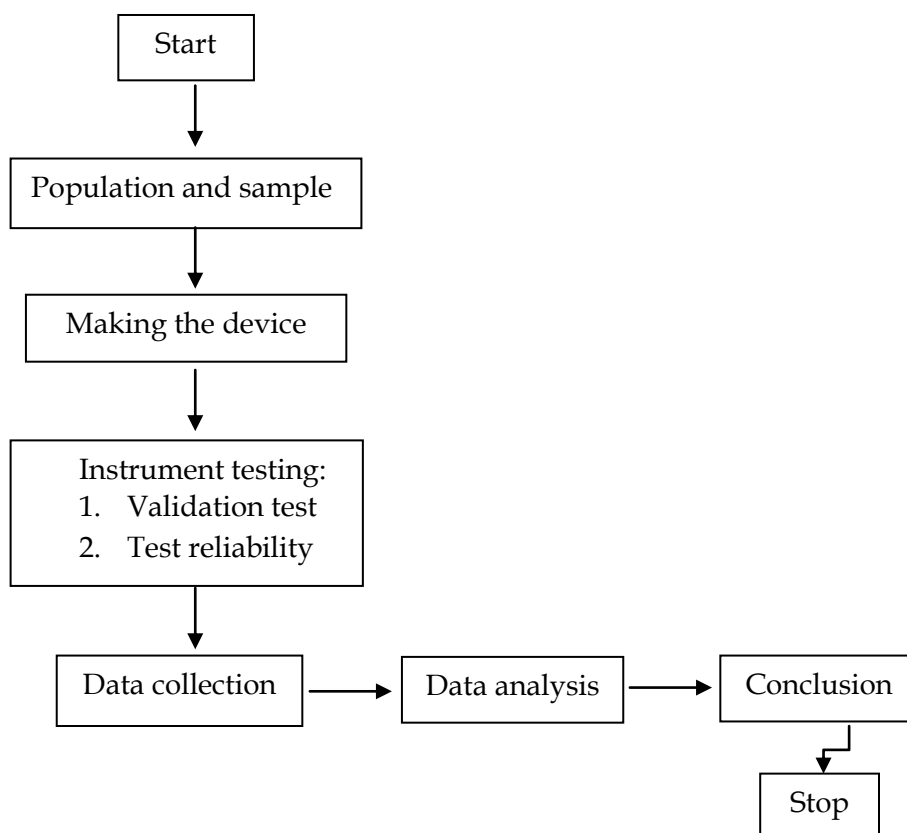 Start
Population and sample
Making the device
Instrument testing:
1. Validation test
2. Test reliability
Data collection
Data analysis
Conclusion
Stop